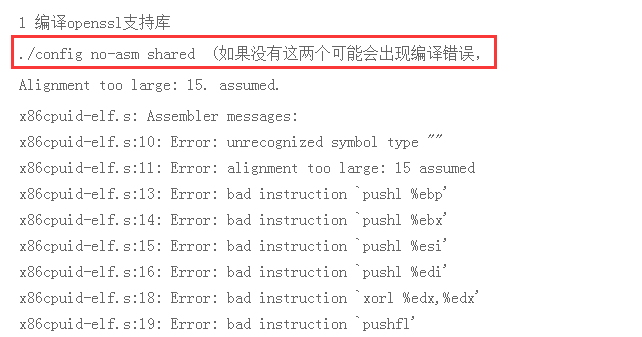 1 编译openssl支持库
./config no-asm shared （如果没有这两个可能会出现编译错误，
Alignment too large: 15. assumed.
x86cpuid-elf.s: Assembler messages:
x86cpuid-elf.s:10: Error: unrecognized symbol type ""
x86cpuid-elf.s:11: Error: alignment too large: 15 assumed
x86cpuid-elf.s:13: Error: bad instruction `pushl %ebp'
x86cpuid-elf.s:14: Error: bad instruction `pushl %ebx'
x86cpuid-elf.s:15: Error: bad instruction `pushl %esi'
x86cpuid-elf.s:16: Error: bad instruction `pushl %edi'
x86cpuid-elf.s:18: Error: bad instruction `xorl %edx,%edx'
x86cpuid-elf.s:19: Error: bad instruction `pushfl'